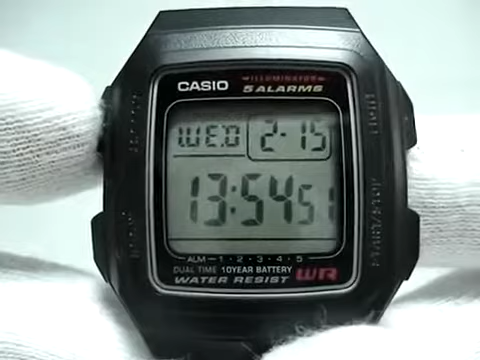 ILLUMINATOR
CASIO 5 ALARMS
WED 2-15
13:54 51
ALM 1 2 3 4 5
DUAL TIME 10YEAR BATTERY WR
WATER RESIST